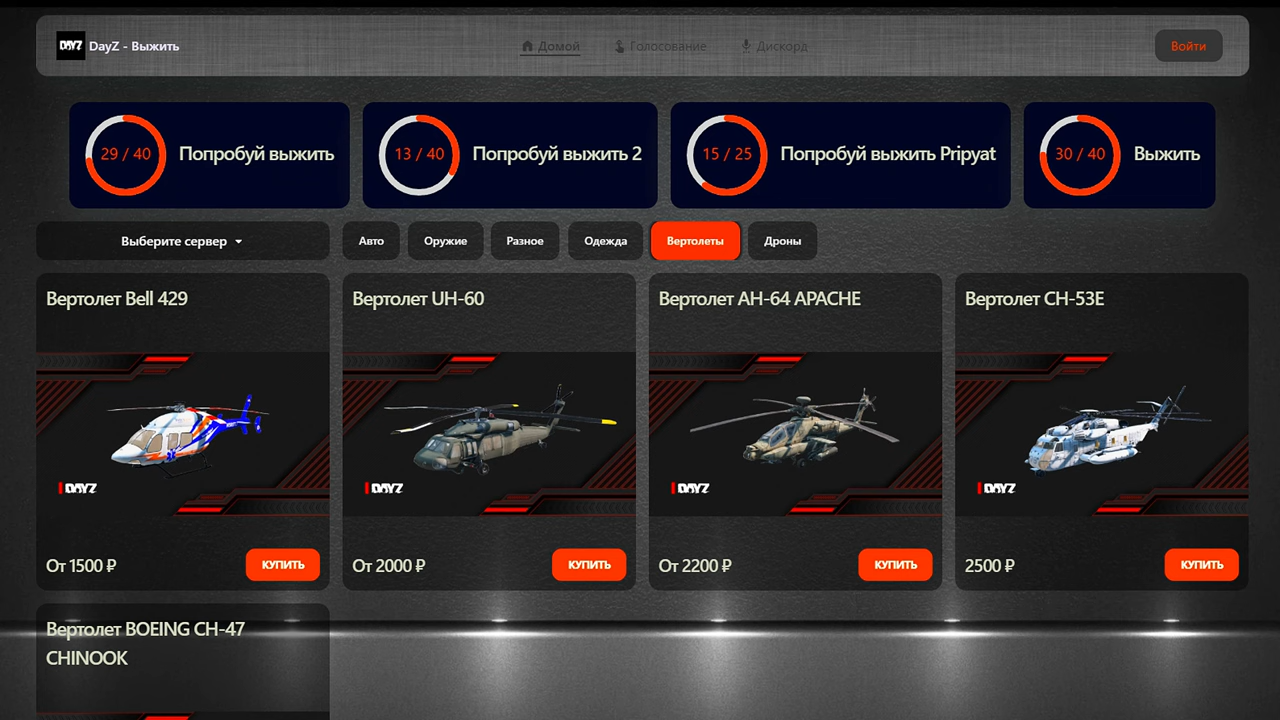 DAYZ DayZ - Выжить
Домой
Голосование
Дискорд
Войти
29 / 40
Попробуй выжить
13 / 40
Попробуй выжить 2
15 / 25
Попробуй выжить Pripyat
30 / 40
Выжить
Выберите сервер
Авто
Оружие
Разное
Одежда
Вертолеты
Дроны
Вертолет Bell 429
DAYZ
От 1500 ₽
КУПИТЬ
Вертолет UH-60
DAYZ
От 2000 ₽
КУПИТЬ
Вертолет AH-64 APACHE
DAYZ
От 2200 ₽
КУПИТЬ
Вертолет CH-53E
DAYZ
2500 ₽
КУПИТЬ
Вертолет BOEING CH-47
CHINOOK